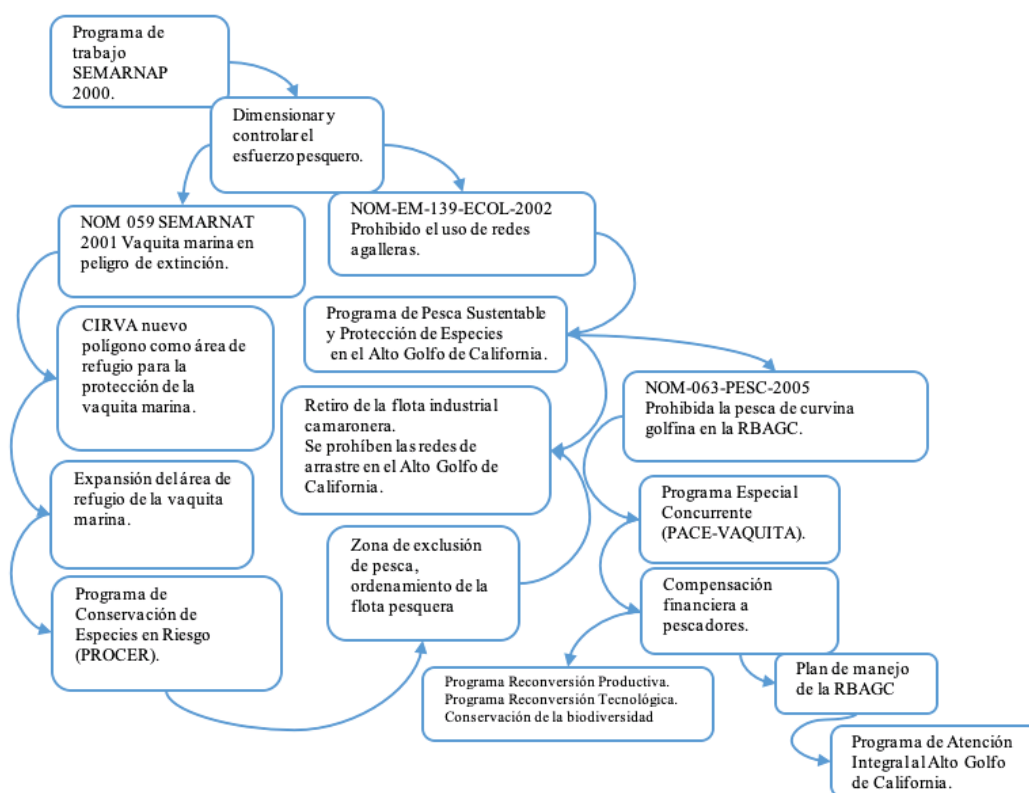 Programa de
trabajo
SEMARNAP
2000.
Dimensionar y
controlar el
esfuerzo pesquero.
NOM 059 SEMARNAT
2001 Vaquita marina en
peligro de extinción.
NOM-EM-139-ECOL-2002
Prohibido el uso de redes
agalleras.
CIRVA nuevo
polígono como área de
refugio para la
protección de la
vaquita marina.
Programa de Pesca Sustentable
y Protección de Especies
en el Alto Golfo de California.
NOM-063-PESC-2005
Prohibida la pesca de curvina
golfina en la RBAGC.
Retiro de la flota industrial
camaronera.
Se prohíben las redes de
arrastre en el Alto Golfo de
California.
Expansión del área de
refugio de la vaquita
marina.
Programa Especial
Concurrente
(PACE-VAQUITA).
Zona de exclusión
de pesca,
ordenamiento de la
flota pesquera
Programa de
Conservación de
Especies en Riesgo
(PROCER).
Compensación
financiera a
pescadores.
Programa Reconversión Productiva.
Programa Reconversión Tecnológica.
Conservación de la biodiversidad
Plan de manejo
de la RBAGC
Programa de Atención
Integral al Alto Golfo
de California.